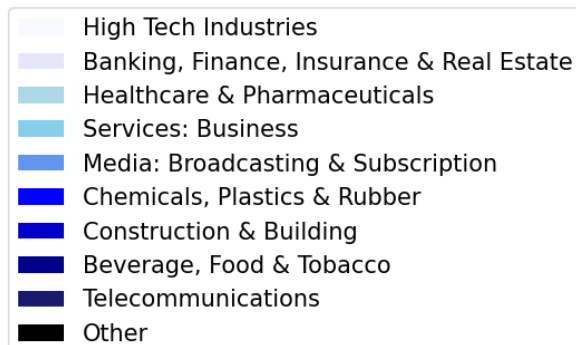 High Tech Industries
Banking, Finance, Insurance & Real Estate
Healthcare & Pharmaceuticals
Services: Business
Media: Broadcasting & Subscription
Chemicals, Plastics & Rubber
Construction & Building
Beverage, Food & Tobacco
Telecommunications
Other